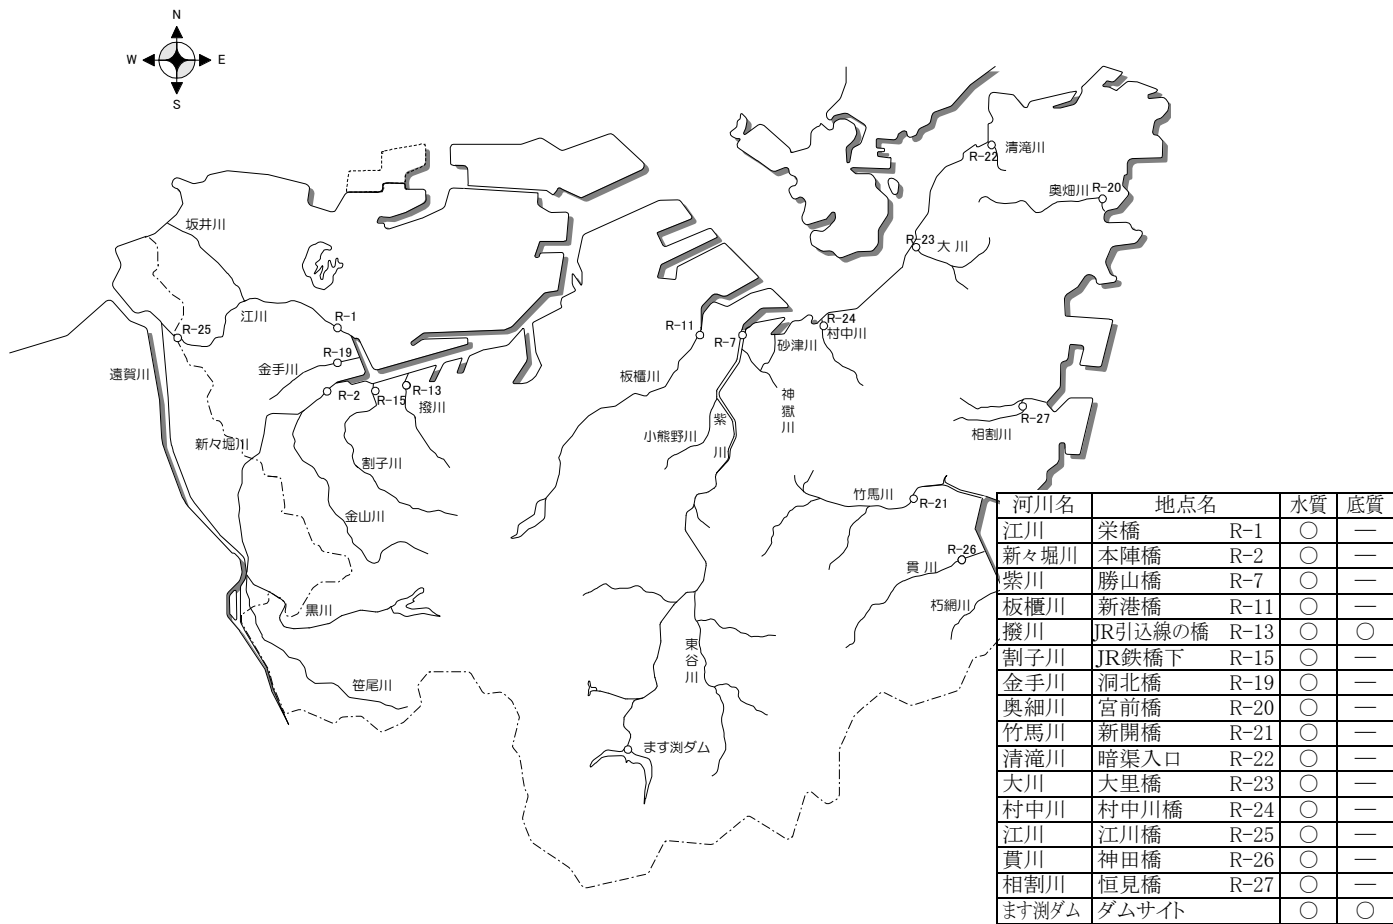 N
W E
S
坂井川
江川
R-1
R-25
R-19
金手川
遠賀川
R-2
R-15
R-13
撥川
新々堀川
割子川
金山川
黒川
笹尾川
R-11
R-7
板櫃川
砂津川
R-24
村中川
神嶽川
小熊野川
紫川
R-22
清滝川
奥畑川 R-20
R-23 大川
R-27
相割川
竹馬川
R-21
R-26
貫川
朽網川
東谷川
ます渕ダム
河川名 地点名 水質 底質
江川 栄橋 R-1 ○ ―
新々堀川 本陣橋 R-2 ○ ―
紫川 勝山橋 R-7 ○ ―
板櫃川 新港橋 R-11 ○ ―
撥川 JR引込線の橋 R-13 ○ ○
割子川 JR鉄橋下 R-15 ○ ―
金手川 洞北橋 R-19 ○ ―
奥細川 宮前橋 R-20 ○ ―
竹馬川 新開橋 R-21 ○ ―
清滝川 暗渠入口 R-22 ○ ―
大川 大里橋 R-23 ○ ―
村中川 村中川橋 R-24 ○ ―
江川 江川橋 R-25 ○ ―
貫川 神田橋 R-26 ○ ―
相割川 恒見橋 R-27 ○ ―
ます渕ダム ダムサイト ○ ○